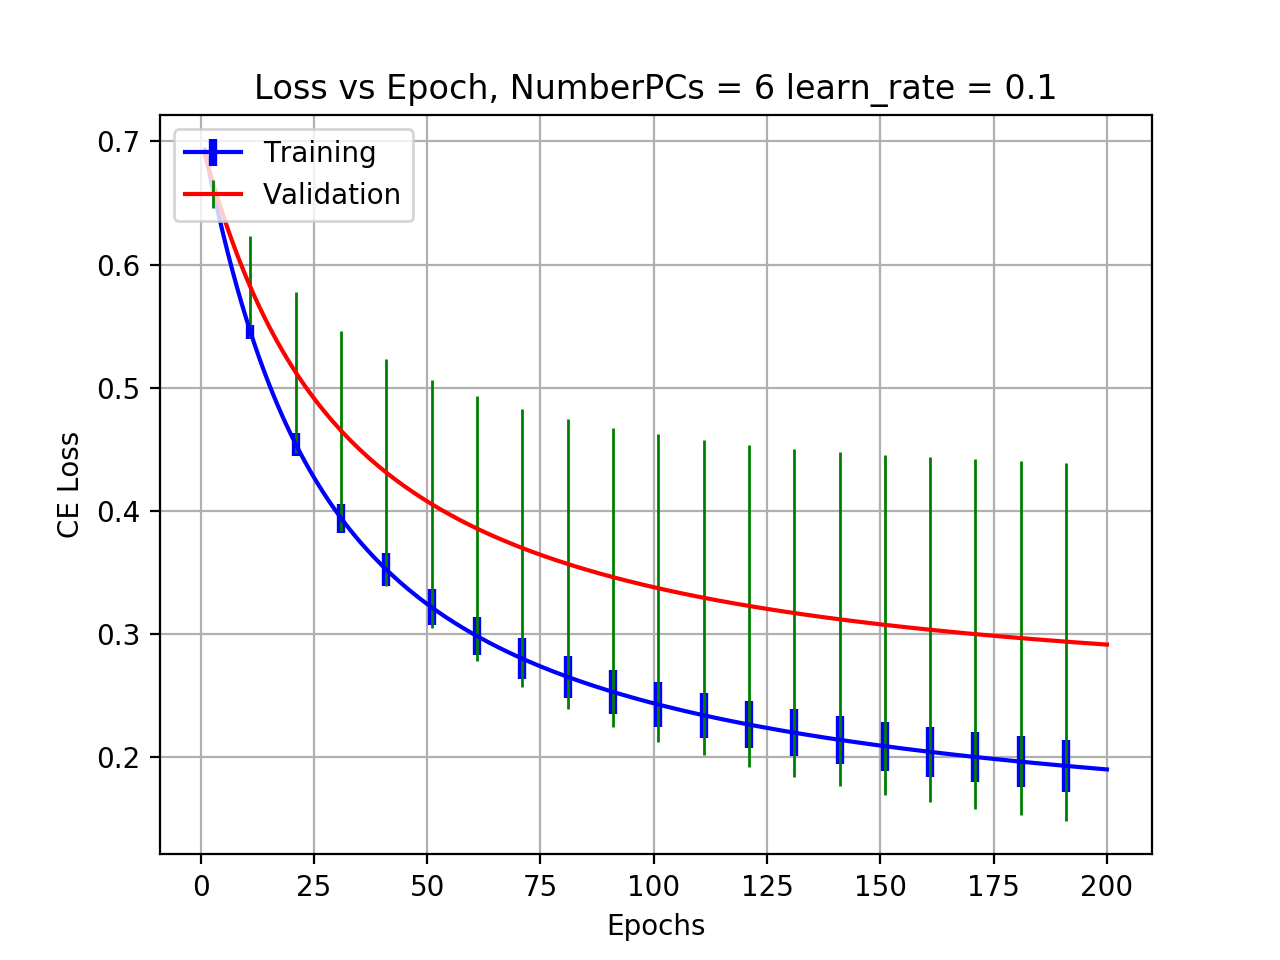 Loss vs Epoch, NumberPCs = 6 learn_rate = 0.1
Training
Validation
0.7
0.6
0.5
0.4
0.3
0.2
CE Loss
0 25 50 75 100 125 150 175 200
Epochs